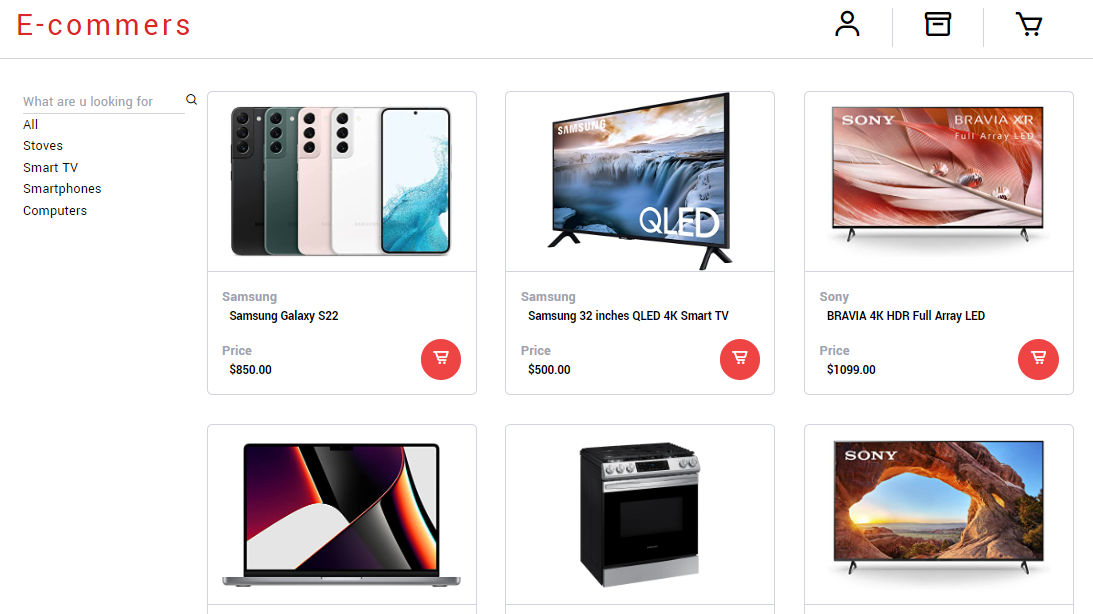 E-commers
What are u looking for
All
Stoves
Smart TV
Smartphones
Computers
SAMSUNG
QLED
SONY
BRAVIA XR
Full Array LED
Samsung
Samsung Galaxy S22
Price
$850.00
Samsung
Samsung 32 inches QLED 4K Smart TV
Price
$500.00
Sony
BRAVIA 4K HDR Full Array LED
Price
$1099.00
SONY